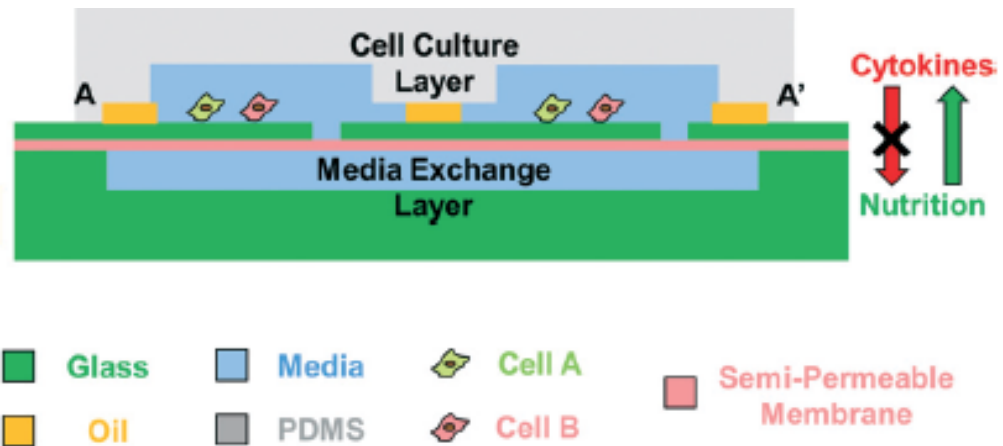 Cell Culture
Layer
A
A'
Cytokines
Media Exchange
Layer
Nutrition
Glass
Media
Cell A
Semi-Permeable
Membrane
Oil
PDMS
Cell B